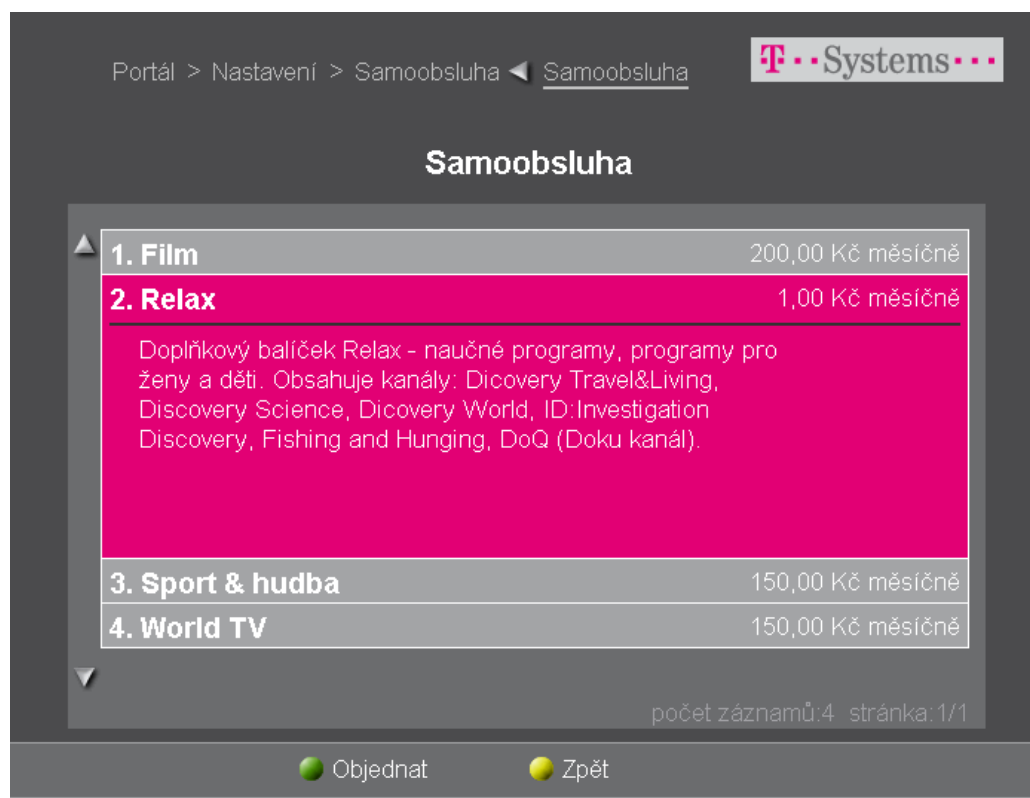 Portál > Nastavení > Samoobsluha ◀ Samoobsluha
T··Systems···
Samoobsluha
1. Film 200,00 Kč měsíčně
2. Relax 1,00 Kč měsíčně
Doplňkový balíček Relax - naučné programy, programy pro
ženy a děti. Obsahuje kanály: Dicovery Travel&Living,
Discovery Science, Dicovery World, ID:Investigation
Discovery, Fishing and Hunging, DoQ (Doku kanál).
3. Sport & hudba 150,00 Kč měsíčně
4. World TV 150,00 Kč měsíčně
počet záznamů:4 stránka:1/1
Objednat Zpět